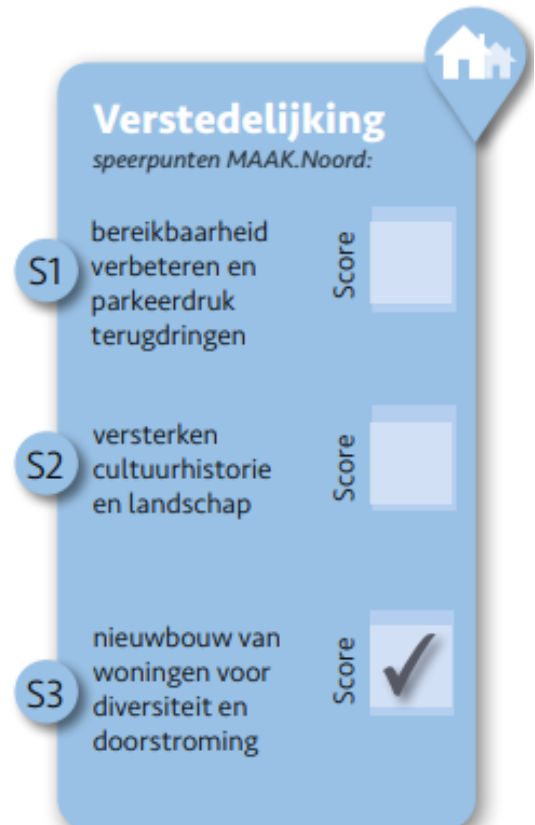 Verstedelijking
speerpunten MAAK.Noord:
S1
bereikbaarheid
verbeteren en
parkeerdruk
terugdringen
Score
S2
versterken
cultuurhistorie
en landschap
Score
S3
nieuwbouw van
woningen voor
diversiteit en
doorstroming
Score